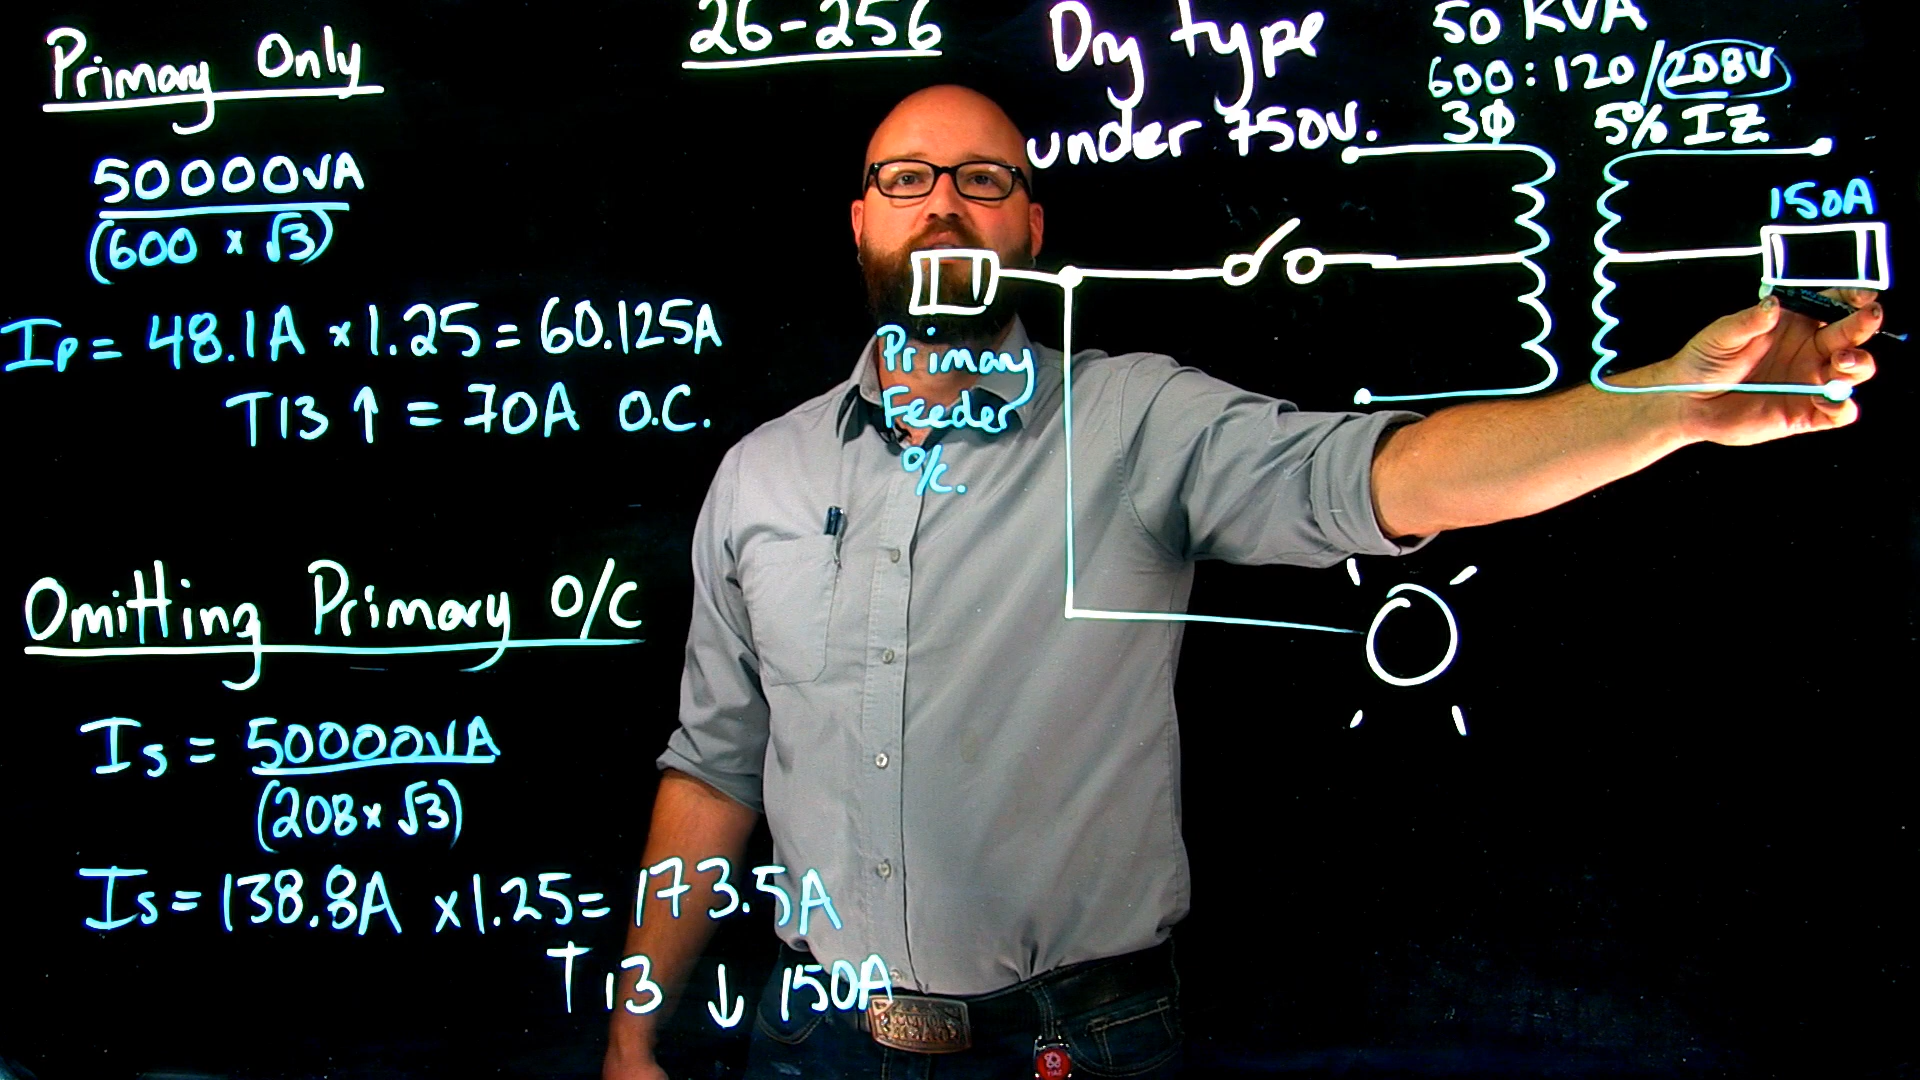 26-256
Primary Only
50000VA
(600 x √3)
Ip = 48.1A x 1.25 = 60.125A
T13 ↑ = 70A O.C.
Omitting Primary O/C
Is = 50000VA
(208 x √3)
Is = 138.8A x 1.25 = 173.5A
T13 ↓ 150A
Dry type
under 750V.
50 KVA
600:120/208V
3Φ 5% IZ
150A
Primary
Feeder
O/C.